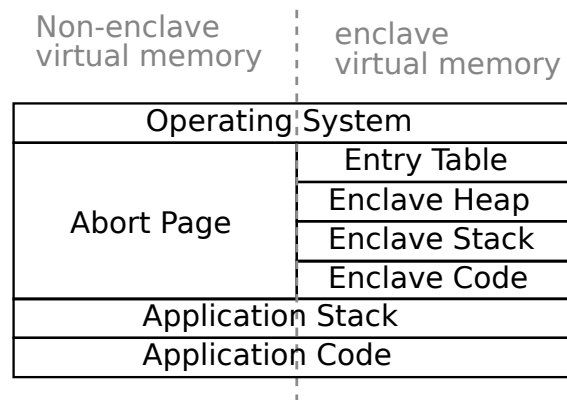 Non-enclave
virtual memory
enclave
virtual memory
Operating System
Entry Table
Enclave Heap
Abort Page
Enclave Stack
Enclave Code
Application Stack
Application Code